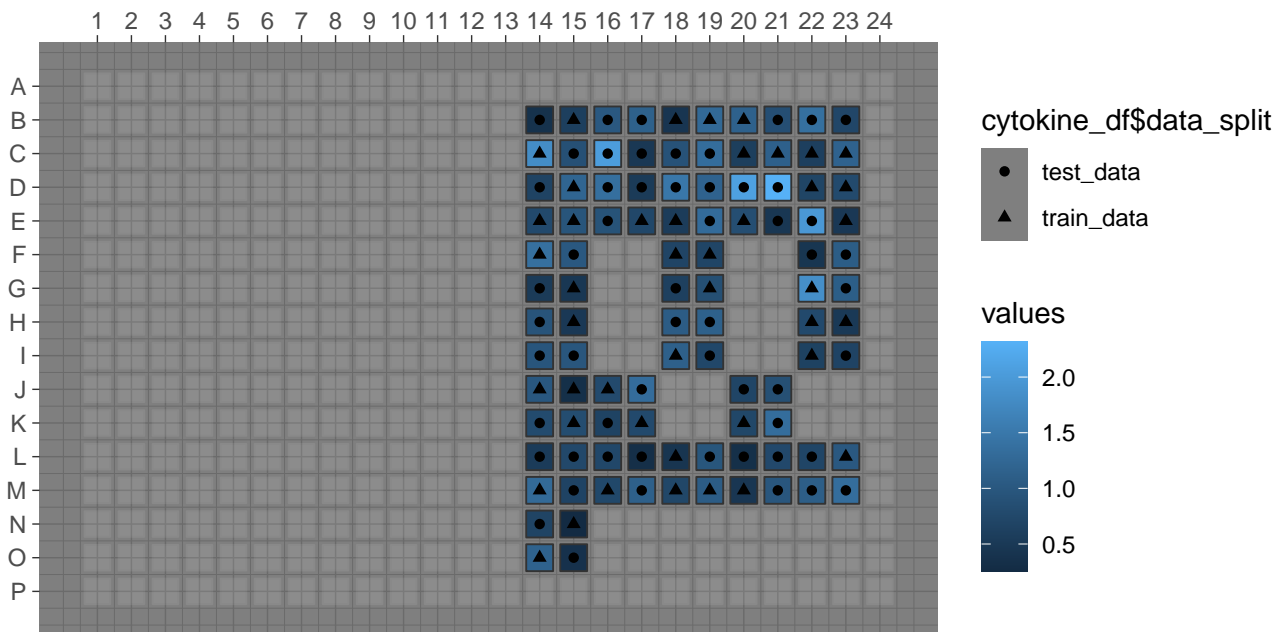 1 2 3 4 5 6 7 8 9 10 11 12 13 14 15 16 17 18 19 20 21 22 23 24
A
B
C
D
E
F
G
H
I
J
K
L
M
N
O
P
cytokine_df$data_split
test_data
train_data
values
2.0
1.5
1.0
0.5